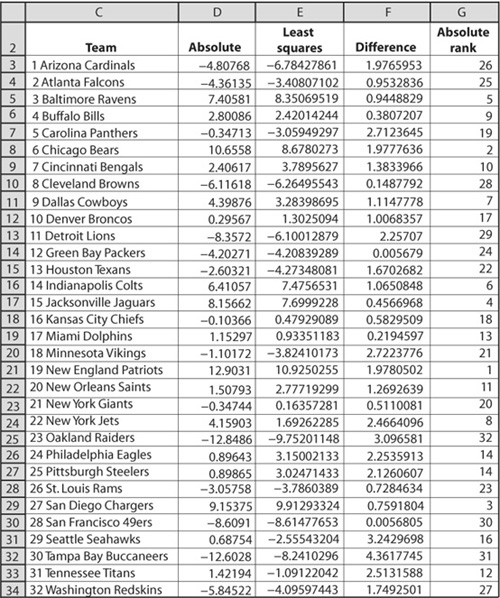 C D E F G
2 Team Absolute Least squares Difference Absolute rank
3 1 Arizona Cardinals −4.80768 −6.78427861 1.9765953 26
4 2 Atlanta Falcons −4.36135 −3.40807102 0.9532836 25
5 3 Baltimore Ravens 7.40581 8.35069519 0.9448829 5
6 4 Buffalo Bills 2.80086 2.42014244 0.3807207 9
7 5 Carolina Panthers −0.34713 −3.05949297 2.7123645 19
8 6 Chicago Bears 10.6558 8.6780273 1.9777636 2
9 7 Cincinnati Bengals 2.40617 3.7895627 1.3833966 10
10 8 Cleveland Browns −6.11618 −6.26495543 0.1487792 28
11 9 Dallas Cowboys 4.39876 3.28398695 1.1147778 7
12 10 Denver Broncos 0.29567 1.3025094 1.0068357 17
13 11 Detroit Lions −8.3572 −6.10012879 2.25707 29
14 12 Green Bay Packers −4.20271 −4.20839289 0.005679 24
15 13 Houston Texans −2.60321 −4.27348081 1.6702682 22
16 14 Indianapolis Colts 6.41057 7.4756531 1.0650848 6
17 15 Jacksonville Jaguars 8.15662 7.6999228 0.4566968 4
18 16 Kansas City Chiefs −0.10366 0.47929089 0.5829509 18
19 17 Miami Dolphins 1.15297 0.93351183 0.2194597 13
20 18 Minnesota Vikings −1.10172 −3.82410173 2.7223776 21
21 19 New England Patriots 12.9031 10.9250255 1.9780502 1
22 20 New Orleans Saints 1.50793 2.77719299 1.2692639 11
23 21 New York Giants −0.34744 0.16357281 0.5110081 20
24 22 New York Jets 4.15903 1.69262285 2.4664096 8
25 23 Oakland Raiders −12.8486 −9.75201148 3.096581 32
26 24 Philadelphia Eagles 0.89643 3.15002133 2.2535913 14
27 25 Pittsburgh Steelers 0.89865 3.02471433 2.1260607 14
28 26 St. Louis Rams −3.05758 −3.7860389 0.7284634 23
29 27 San Diego Chargers 9.15375 9.91293324 0.7591804 3
30 28 San Francisco 49ers −8.6091 −8.61477653 0.0056805 30
31 29 Seattle Seahawks 0.68754 −2.55543204 3.2429698 16
32 30 Tampa Bay Buccaneers −12.6028 −8.2410296 4.3617745 31
33 31 Tennessee Titans 1.42194 −1.09122042 2.5131588 12
34 32 Washington Redskins −5.84522 −4.09597443 1.7492501 27